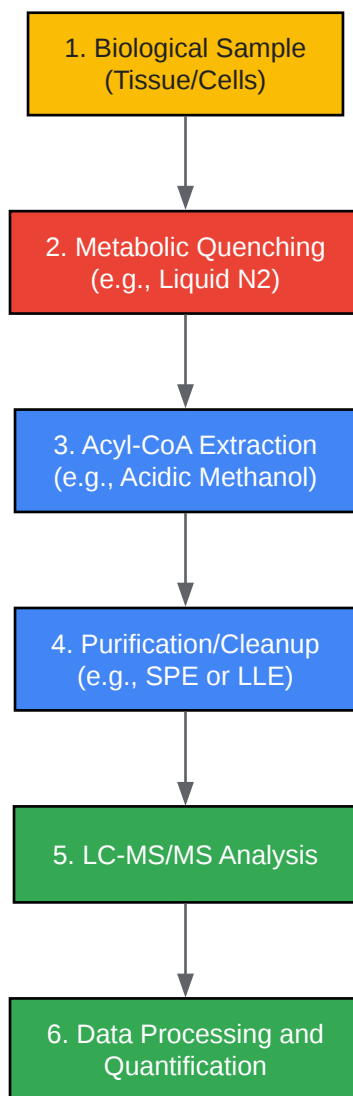 1. Biological Sample
(Tissue/Cells)
2. Metabolic Quenching
(e.g., Liquid N2)
3. Acyl-CoA Extraction
(e.g., Acidic Methanol)
4. Purification/Cleanup
(e.g., SPE or LLE)
5. LC-MS/MS Analysis
6. Data Processing and
Quantification